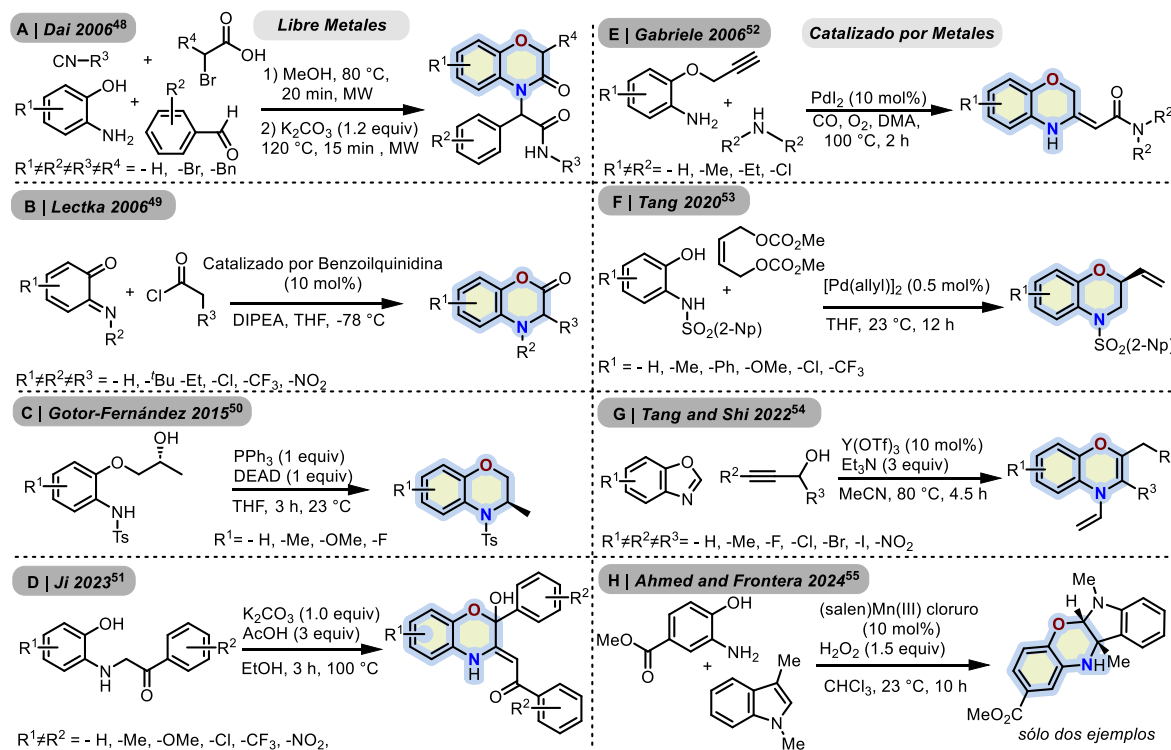 A | Dai 2006⁴⁸
Libre Metales
CN–R³
+
R⁴
O
OH
Br
R¹
OH
NH₂
+
R²
O
1) MeOH, 80 °C,
20 min, MW
2) K₂CO₃ (1.2 equiv)
120 °C, 15 min , MW
R¹
O
R⁴
N
O
R²
O
HN
R³
R¹≠R²≠R³≠R⁴ = - H, -Br, -Bn
B | Lectka 2006⁴⁹
R¹
O
N
R²
+
O
Cl
R³
Catalizado por Benzoilquinidina
(10 mol%)
DIPEA, THF, -78 °C
R¹
O
O
N
R³
R²
R¹≠R²≠R³ = - H, -ᵗBu -Et, -Cl, -CF₃, -NO₂
C | Gotor-Fernández 2015⁵⁰
OH
O
R¹
NH
Ts
PPh₃ (1 equiv)
DEAD (1 equiv)
THF, 3 h, 23 °C
R¹
O
N
Ts
R¹= - H, -Me, -OMe, -F
D | Ji 2023⁵¹
R¹
OH
N
H
O
R²
K₂CO₃ (1.0 equiv)
AcOH (3 equiv)
EtOH, 3 h, 100 °C
R¹
O
OH
R²
N
H
O
R²
R¹≠R² = - H, -Me, -OMe, -Cl, -CF₃, -NO₂,
E | Gabriele 2006⁵²
Catalizado por Metales
R¹
O
NH₂
+
H
N
R²
R²
PdI₂ (10 mol%)
CO, O₂, DMA,
100 °C, 2 h
R¹
O
N
H
O
N
R²
R²
R¹≠R²= - H, -Me, -Et, -Cl
F | Tang 2020⁵³
R¹
OH
NH
SO₂(2-Np)
+
OCO₂Me
OCO₂Me
[Pd(allyl)]₂ (0.5 mol%)
THF, 23 °C, 12 h
R¹
O
N
SO₂(2-Np)
R¹ = - H, -Me, -Ph, -OMe, -Cl, -CF₃
G | Tang and Shi 2022⁵⁴
R¹
O
N
R²
OH
R³
Y(OTf)₃ (10 mol%)
Et₃N (3 equiv)
MeCN, 80 °C, 4.5 h
R¹
O
N
R³
R¹≠R²≠R³= - H, -Me, -F, -Cl, -Br, -I, -NO₂
H | Ahmed and Frontera 2024⁵⁵
MeO
O
OH
NH₂
+
Me
N
Me
(salen)Mn(III) cloruro
(10 mol%)
H₂O₂ (1.5 equiv)
CHCl₃, 23 °C, 10 h
Me
N
H
O
NH
Me
MeO₂C
sólo dos ejemplos